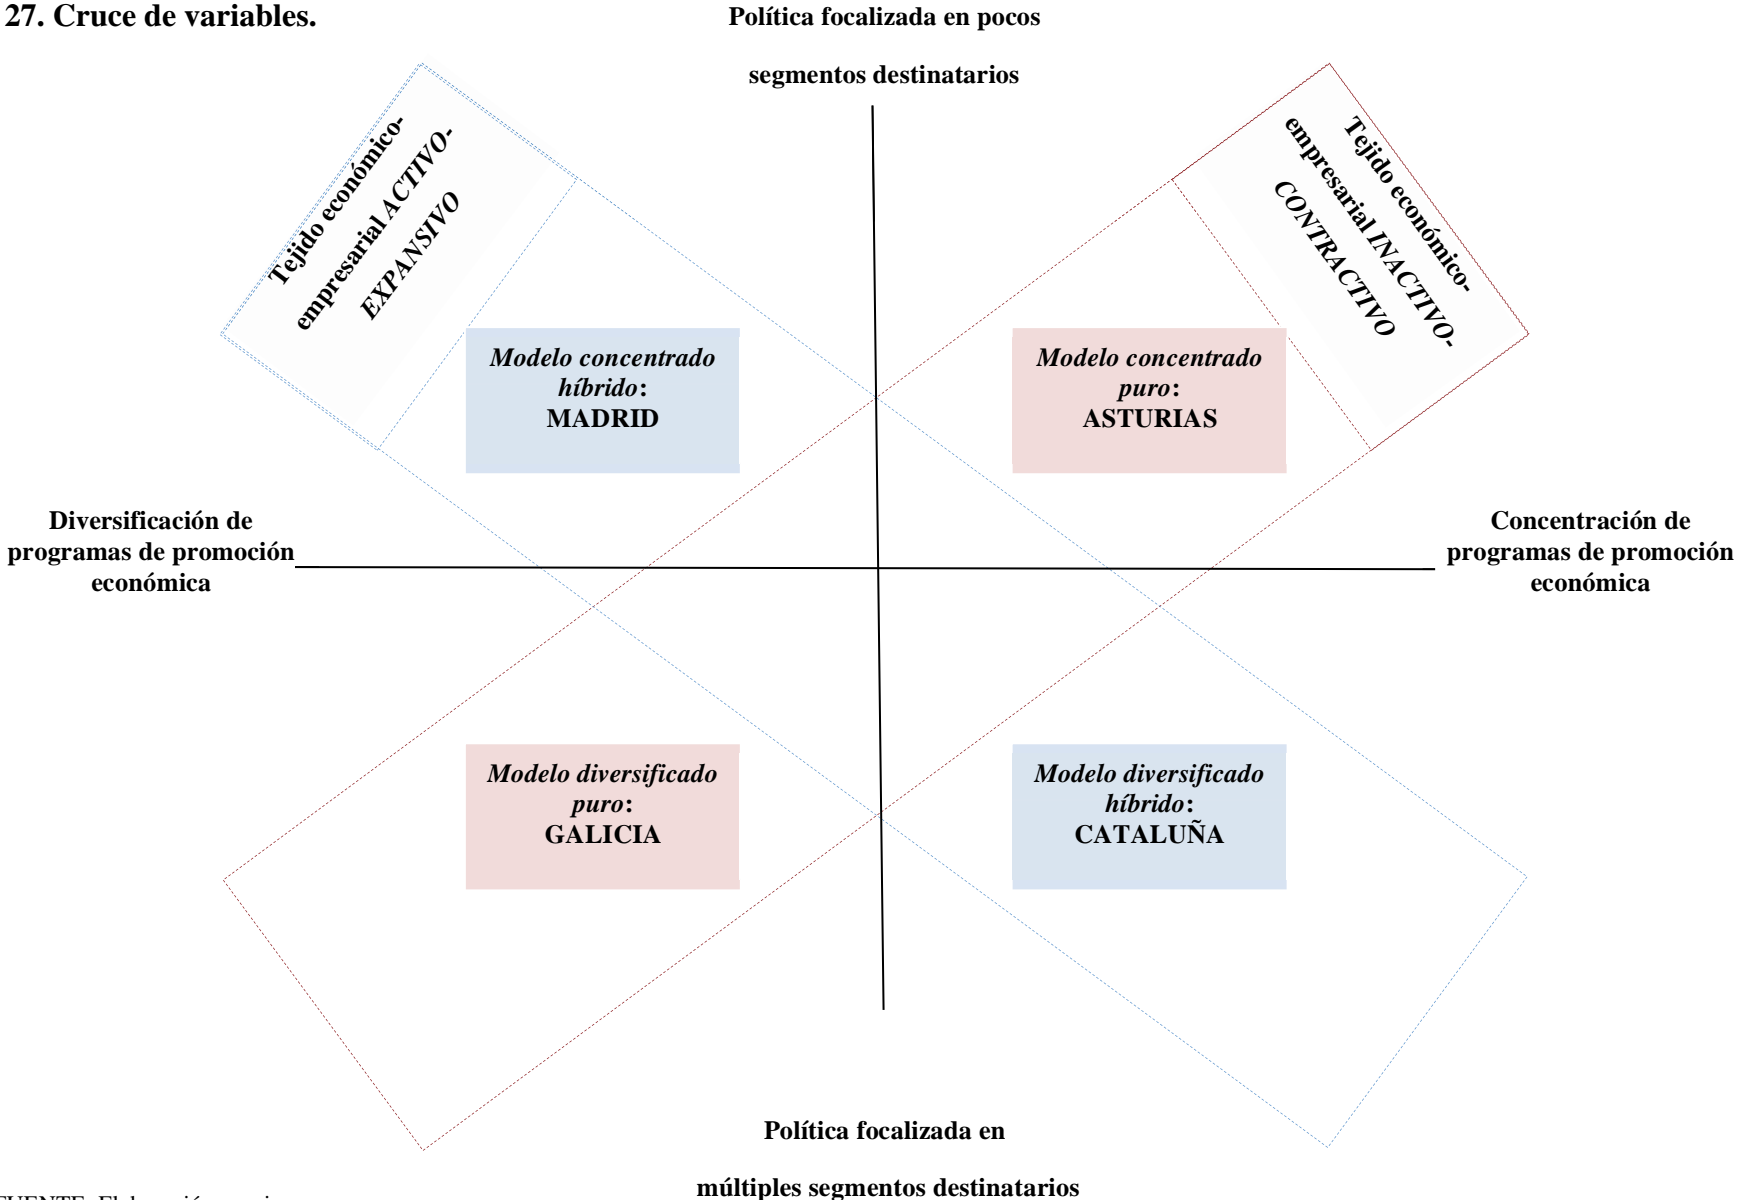 27. Cruce de variables.
Política focalizada en pocos
segmentos destinatarios
Tejido económico-
empresarial ACTIVO-
EXPANSIVO
Tejido económico-
empresarial INACTIVO-
CONTRACTIVO
Modelo concentrado
híbrido:
MADRID
Modelo concentrado
puro:
ASTURIAS
Diversificación de
programas de promoción
económica
Concentración de
programas de promoción
económica
Modelo diversificado
puro:
GALICIA
Modelo diversificado
híbrido:
CATALUÑA
Política focalizada en
múltiples segmentos destinatarios